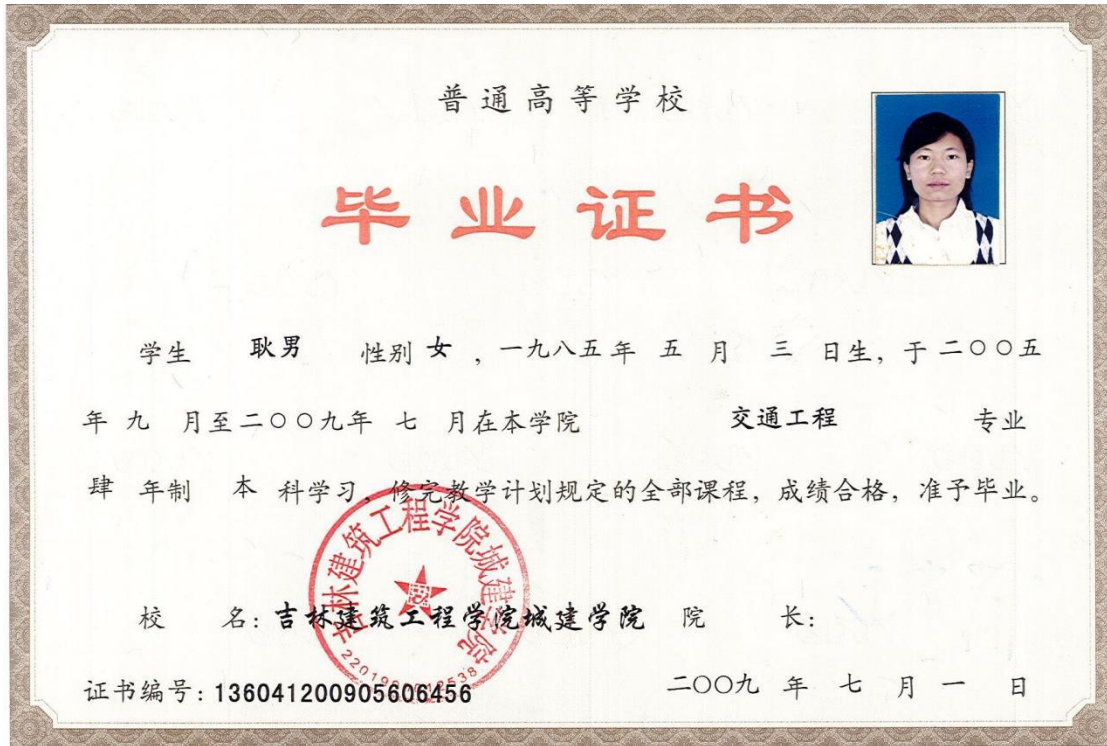 普通高等学校
毕业证书
学生 耿男 性别 女 , 一九八五年 五 月 三 日生, 于二〇〇五
年 九 月至二〇〇九年 七 月在本学院 交通工程 专业
肆 年制 本 科学习, 修完教学计划规定的全部课程, 成绩合格, 准予毕业。
吉林建筑工程学院城建学院
校 名: 吉林建筑工程学院城建学院 院 长:
证书编号: 136041200905606456 二〇〇九 年 七 月 一 日